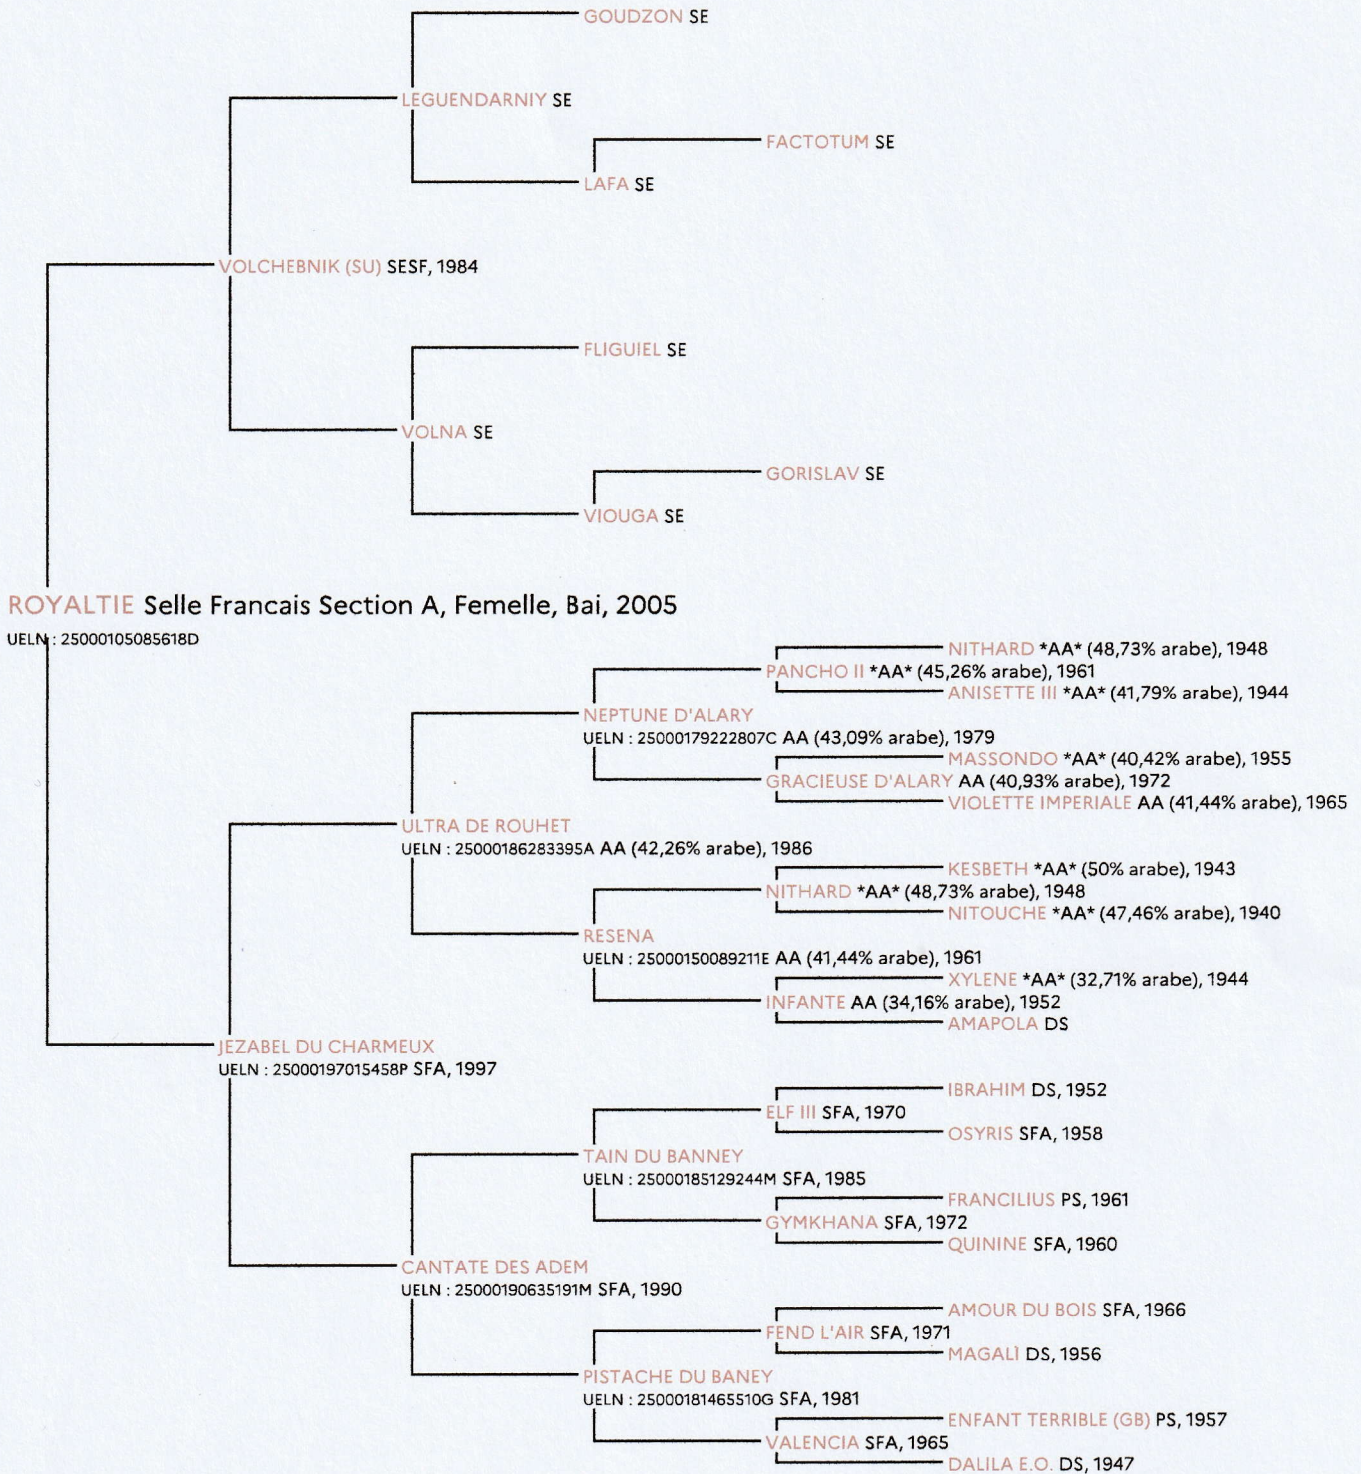 GOUDZON SE
LEGUENDARNIY SE
FACTOTUM SE
LAFA SE
VOLCHEBNIK (SU) SESF, 1984
FLIGUIEL SE
VOLNA SE
GORISLAV SE
VIOUGA SE
ROYALTIE Selle Francais Section A, Femelle, Bai, 2005
UELN : 25000105085618D
NITHARD *AA* (48,73% arabe), 1948
PANCHO II *AA* (45,26% arabe), 1961
ANISETTE III *AA* (41,79% arabe), 1944
NEPTUNE D'ALARY
UELN : 25000179222807C AA (43,09% arabe), 1979
MASSONDO *AA* (40,42% arabe), 1955
GRACIEUSE D'ALARY AA (40,93% arabe), 1972
VIOLETTE IMPERIALE AA (41,44% arabe), 1965
ULTRA DE ROUHET
UELN : 25000186283395A AA (42,26% arabe), 1986
KESBETH *AA* (50% arabe), 1943
NITHARD *AA* (48,73% arabe), 1948
NITOUCHE *AA* (47,46% arabe), 1940
RESENA
UELN : 25000150089211E AA (41,44% arabe), 1961
XYLENE *AA* (32,71% arabe), 1944
INFANTE AA (34,16% arabe), 1952
AMAPOLA DS
JEZABEL DU CHARMEUX
UELN : 25000197015458P SFA, 1997
IBRAHIM DS, 1952
ELF III SFA, 1970
OSYRIS SFA, 1958
TAIN DU BANNEY
UELN : 25000185129244M SFA, 1985
FRANCILIUS PS, 1961
GYMKHANA SFA, 1972
QUININE SFA, 1960
CANTATE DES ADEM
UELN : 25000190635191M SFA, 1990
AMOUR DU BOIS SFA, 1966
FEND L'AIR SFA, 1971
MAGALÌ DS, 1956
PISTACHE DU BANEY
UELN : 25000181465510G SFA, 1981
ENFANT TERRIBLE (GB) PS, 1957
VALENCIA SFA, 1965
DALILA E.O. DS, 1947